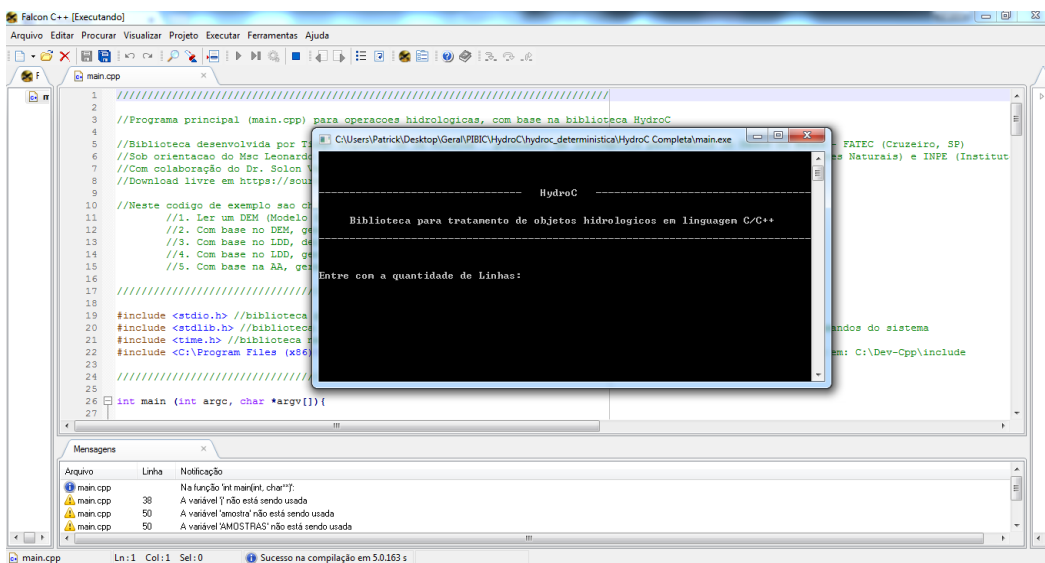 Falcon C++ [Executando]
Arquivo Editar Procurar Visualizar Projeto Executar Ferramentas Ajuda
main.cpp
1 ////////////////////////////////////////////////////////////////////////////////
2
3 //Programa principal (main.cpp) para operacoes hidrologicas, com base na biblioteca HydroC
4
5 //Biblioteca desenvolvida por - FATEC (Cruzeiro, SP)
6 //Sob orientacao do Msc Leonardo es Naturais) e INPE (Institut
7 //Com colaboração do Dr. Solon
8 //Download livre em https://sou
9
10 //Neste codigo de exemplo sao
11 //1. Ler um DEM (Modelo
12 //2. Com base no DEM, ge
13 //3. Com base no LDD, de
14 //4. Com base no LDD, ge
15 //5. Com base na AA, ge
16
17 ////////////////////////////////
18
19 #include <stdio.h> //biblioteca
20 #include <stdlib.h> //biblioteca andos do sistema
21 #include <time.h> //biblioteca
22 #include <C:\Program Files (x86) em: C:\Dev-Cpp\include
23
24 ////////////////////////////////
25
26 int main (int argc, char *argv[]){
27
C:\Users\Patrick\Desktop\Geral\PIBIC\HydroC\hydroc_deterministica\HydroC Completa\main.exe
HydroC
Biblioteca para tratamento de objetos hidrologicos em linguagem C/C++
Entre com a quantidade de Linhas:
Mensagens
Arquivo Linha Notificação
main.cpp Na função 'int main(int, char**)':
main.cpp 38 A variável 'j' não está sendo usada
main.cpp 50 A variável 'amostra' não está sendo usada
main.cpp 50 A variável 'AMOSTRAS' não está sendo usada
main.cpp Ln:1 Col:1 Sel:0 Sucesso na compilação em 5.0.163 s